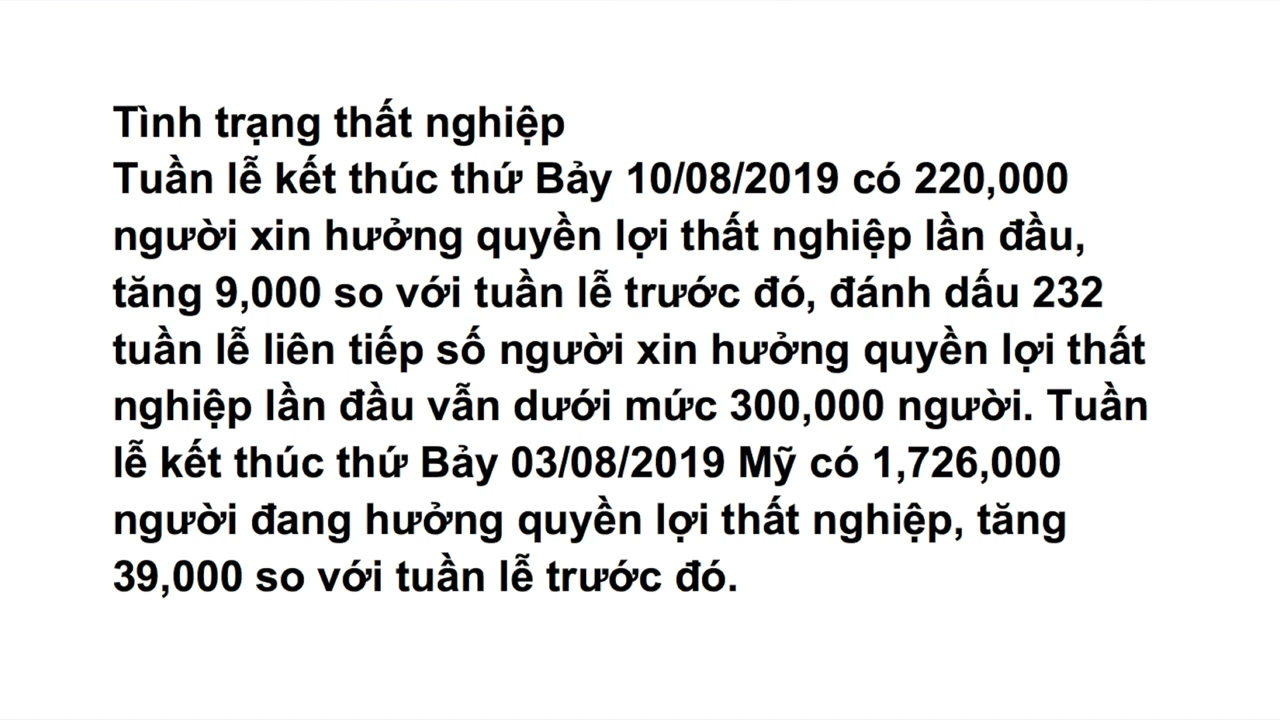 Tình trạng thất nghiệp
Tuần lễ kết thúc thứ Bảy 10/08/2019 có 220,000
người xin hưởng quyền lợi thất nghiệp lần đầu,
tăng 9,000 so với tuần lễ trước đó, đánh dấu 232
tuần lễ liên tiếp số người xin hưởng quyền lợi thất
nghiệp lần đầu vẫn dưới mức 300,000 người. Tuần
lễ kết thúc thứ Bảy 03/08/2019 Mỹ có 1,726,000
người đang hưởng quyền lợi thất nghiệp, tăng
39,000 so với tuần lễ trước đó.